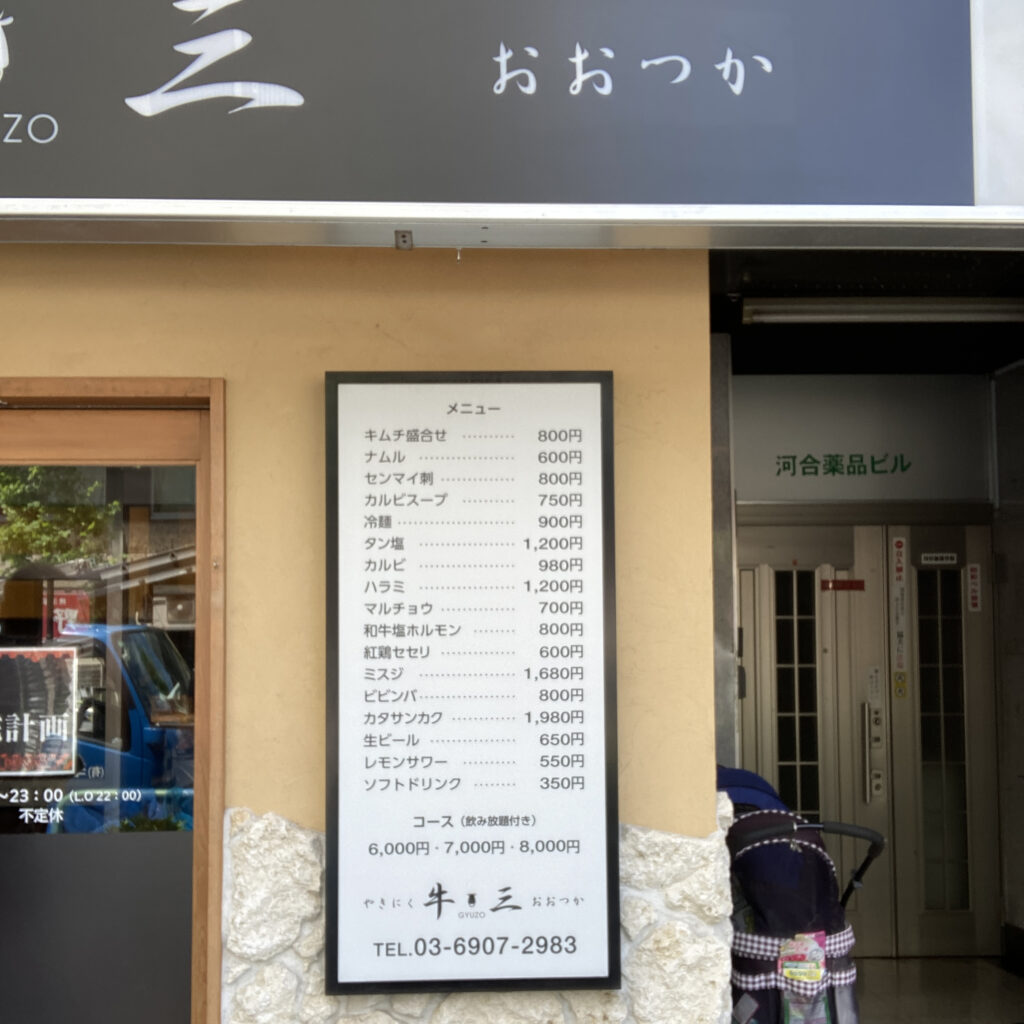 三 おおつか
ZO
メニュー
キムチ盛合せ ・・・・・・・・・・ 800円
ナムル ・・・・・・・・・・・・・・・・・・ 600円
センマイ刺 ・・・・・・・・・・・・・・ 800円
カルビスープ ・・・・・・・・・・ 750円
冷麺 ・・・・・・・・・・・・・・・・・・・・・・ 900円
タン塩 ・・・・・・・・・・・・・・・・・・ 1,200円
カルビ ・・・・・・・・・・・・・・・・・・ 980円
ハラミ ・・・・・・・・・・・・・・・・・・ 1,200円
マルチョウ ・・・・・・・・・・・・・・ 700円
和牛塩ホルモン ・・・・・・・・ 800円
紅鶏セセリ ・・・・・・・・・・・・・・ 600円
ミスジ ・・・・・・・・・・・・・・・・・・ 1,680円
ビビンバ ・・・・・・・・・・・・・・・・・・ 800円
カタサンカク ・・・・・・・・・・・・ 1,980円
生ビール ・・・・・・・・・・・・・・・・ 650円
レモンサワー ・・・・・・・・・・・・ 550円
ソフトドリンク ・・・・・・・・・・ 350円
コース（飲み放題付き）
6,000円・7,000円・8,000円
やきにく 牛三 おおつか
GYUZO
TEL.03-6907-2983
河合薬品ビル
計画
〜23：00（L.O 22：00）
不定休